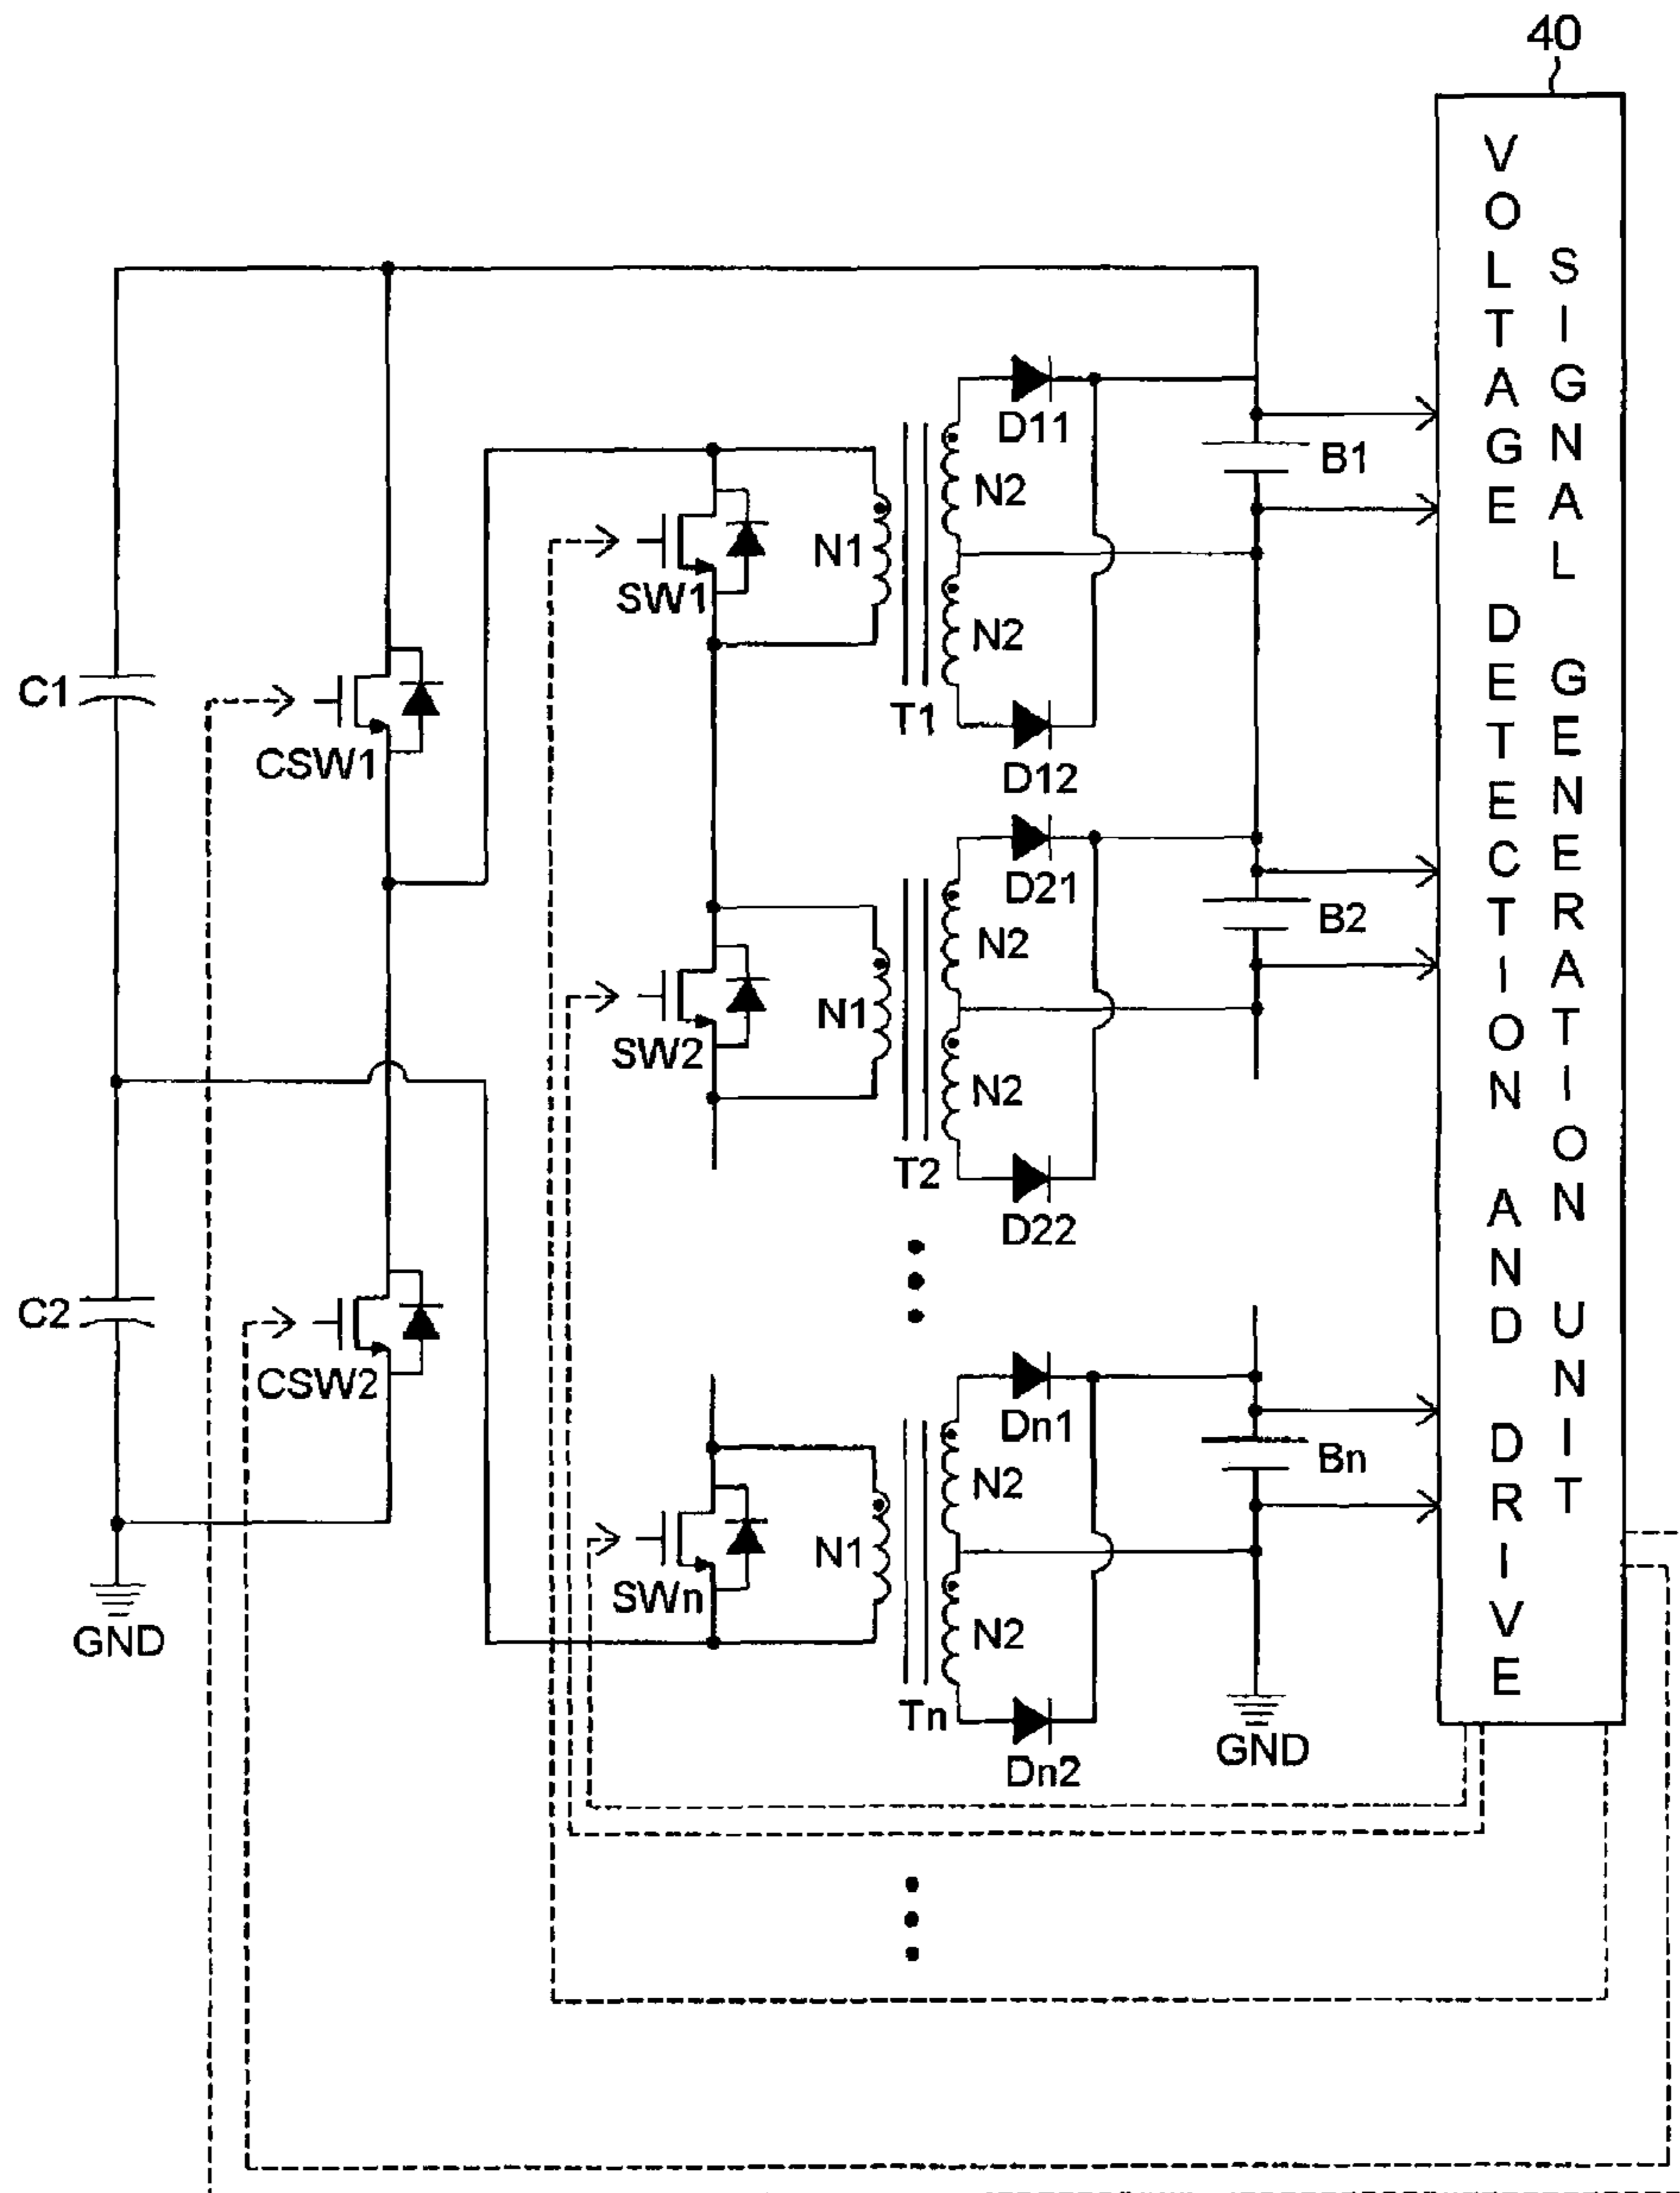 40
VOLTAGE DETECTION AND DRIVE
SIGNAL GENERATION UNIT
D11
B1
N2
N1
SW1
N2
C1
T1
CSW1
D12
D21
B2
N2
N1
SW2
N2
T2
D22
C2
CSW2
Dn1
Bn
N2
N1
SWn
N2
GND
Tn
GND
Dn2